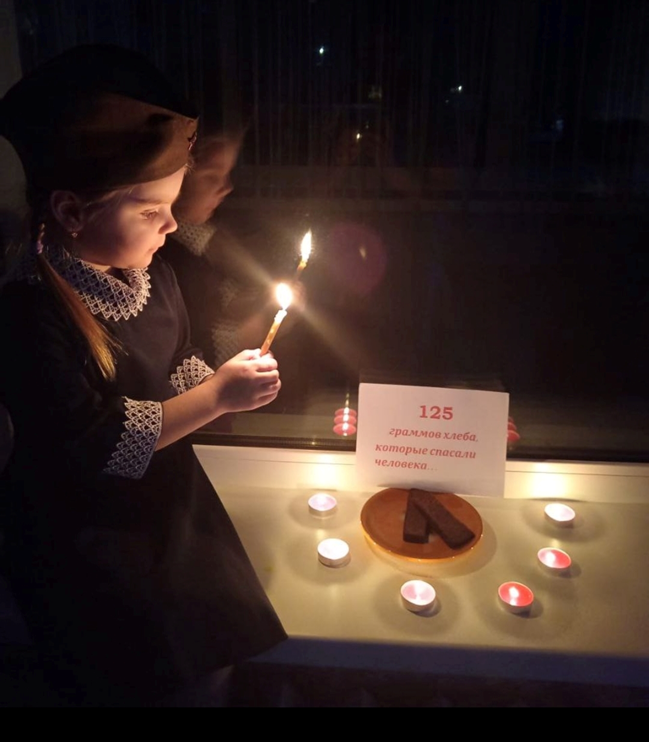 125
граммов хлеба,
которые спасали
человека...